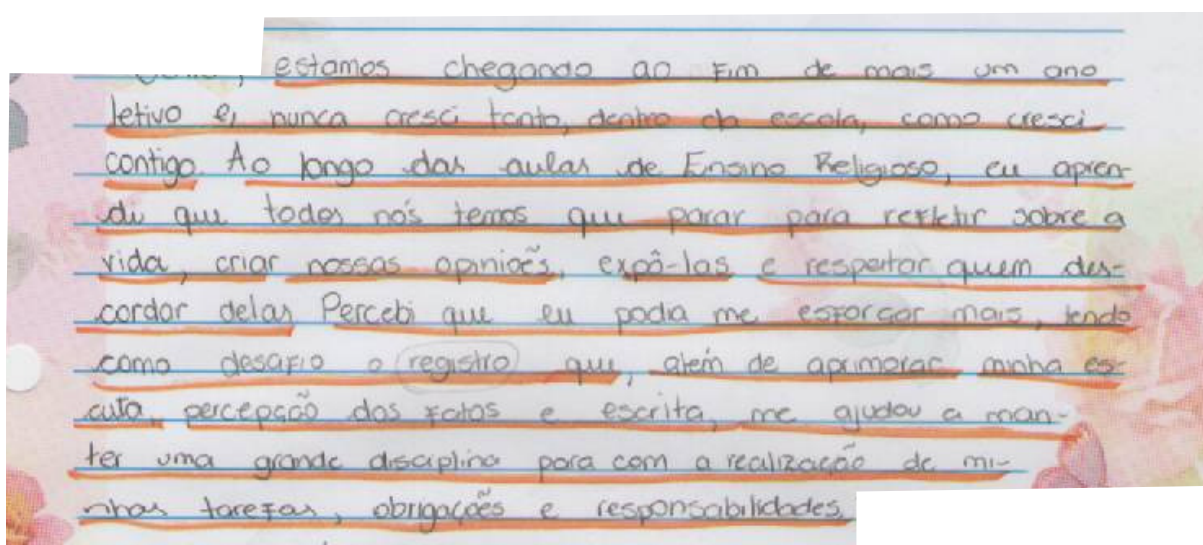 estamos chegando ao fim de mais um ano
letivo e, nunca cresci tanto, dentro da escola, como cresci
contigo. Ao longo das aulas de Ensino Religioso, eu apren-
di que todos nós temos que parar para refletir sobre a
vida, criar nossas opiniões, expô-las e respeitar quem des-
cordar delas. Percebi que eu podia me esforçar mais, tendo
como desafio o registro que, além de aprimorar minha es-
cuta, percepção dos fatos e escrita, me ajudou a man-
ter uma grande disciplina para com a realização de mi-
nhas tarefas, obrigações e responsabilidades.